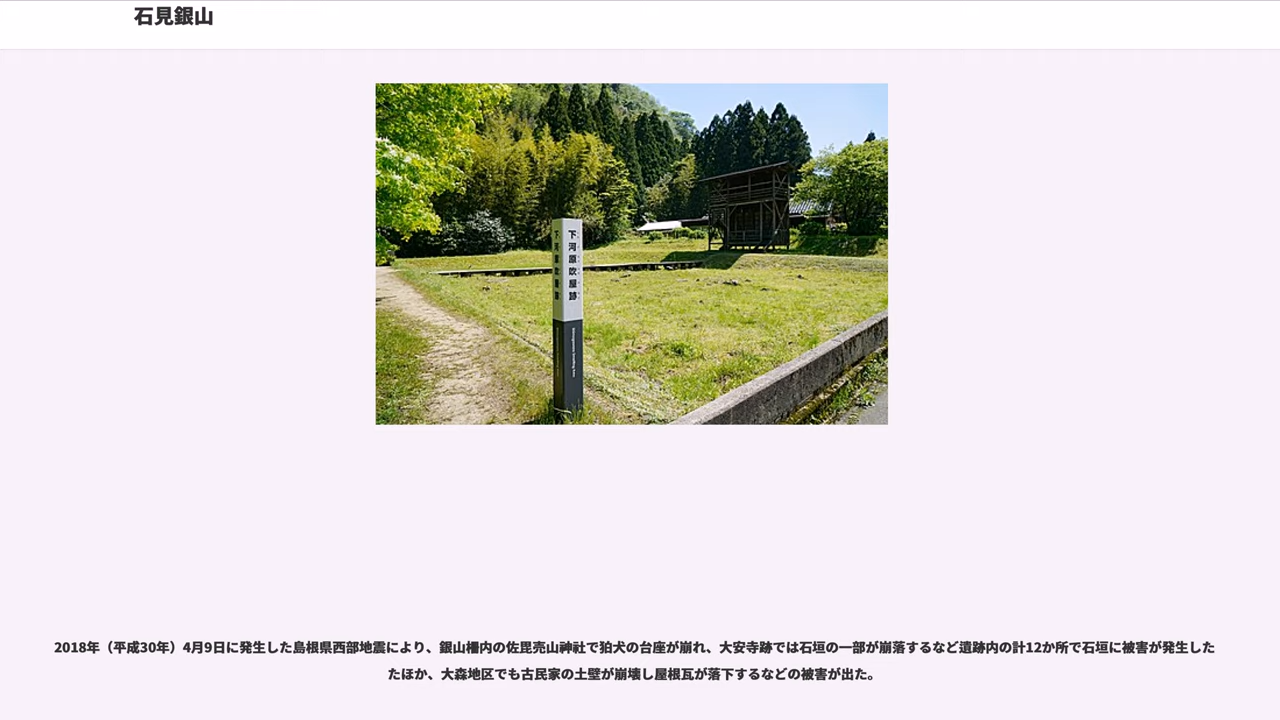 石見銀山
下河原吹屋跡
下河原吹屋跡
2018年（平成30年）4月9日に発生した島根県西部地震により、銀山柵内の佐毘売山神社で狛犬の台座が崩れ、大安寺跡では石垣の一部が崩落するなど遺跡内の計12か所で石垣に被害が発生した
たほか、大森地区でも古民家の土壁が崩壊し屋根瓦が落下するなどの被害が出た。